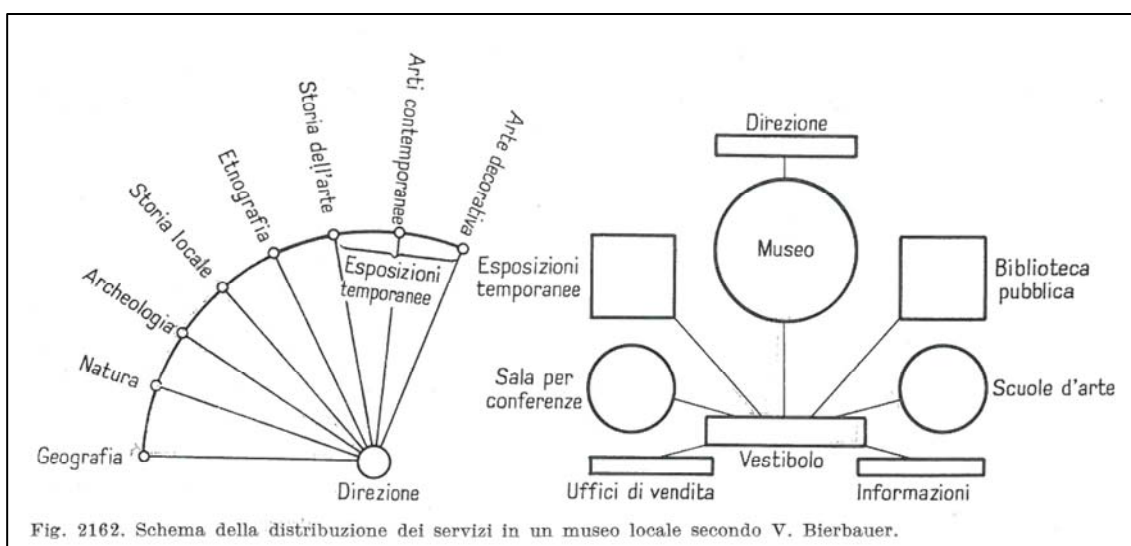 Geografia
Natura
Archeologia
Storia locale
Etnografia
Storia dell'arte
Arti contemporanee
Arte decorativa
Esposizioni
temporanee
Direzione
Direzione
Museo
Esposizioni
temporanee
Biblioteca
pubblica
Sala per
conferenze
Scuole d'arte
Vestibolo
Uffici di vendita
Informazioni
Fig. 2162. Schema della distribuzione dei servizi in un museo locale secondo V. Bierbauer.